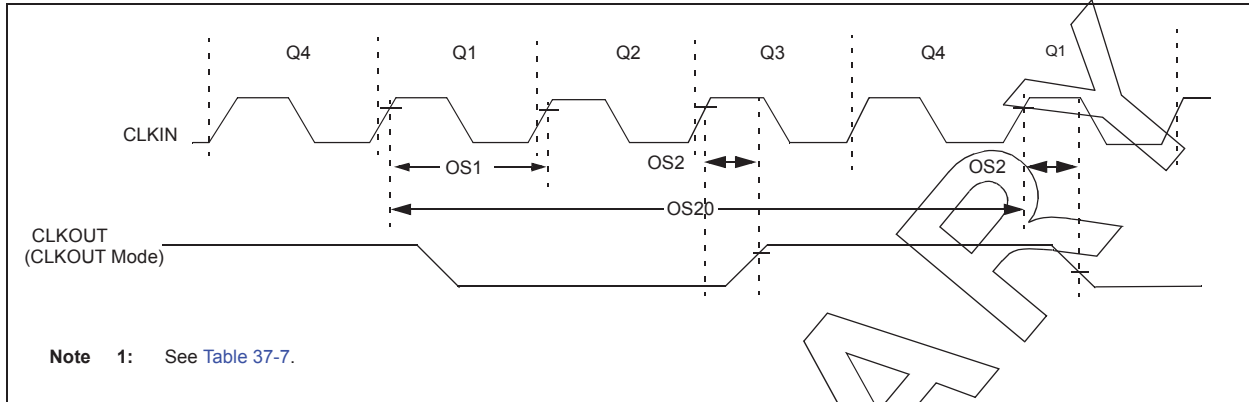 Q4 Q1 Q2 Q3 Q4 Q1
CLKIN
OS1 OS2 OS2
OS20
CLKOUT
(CLKOUT Mode)
Note 1: See Table 37-7.
A R Y